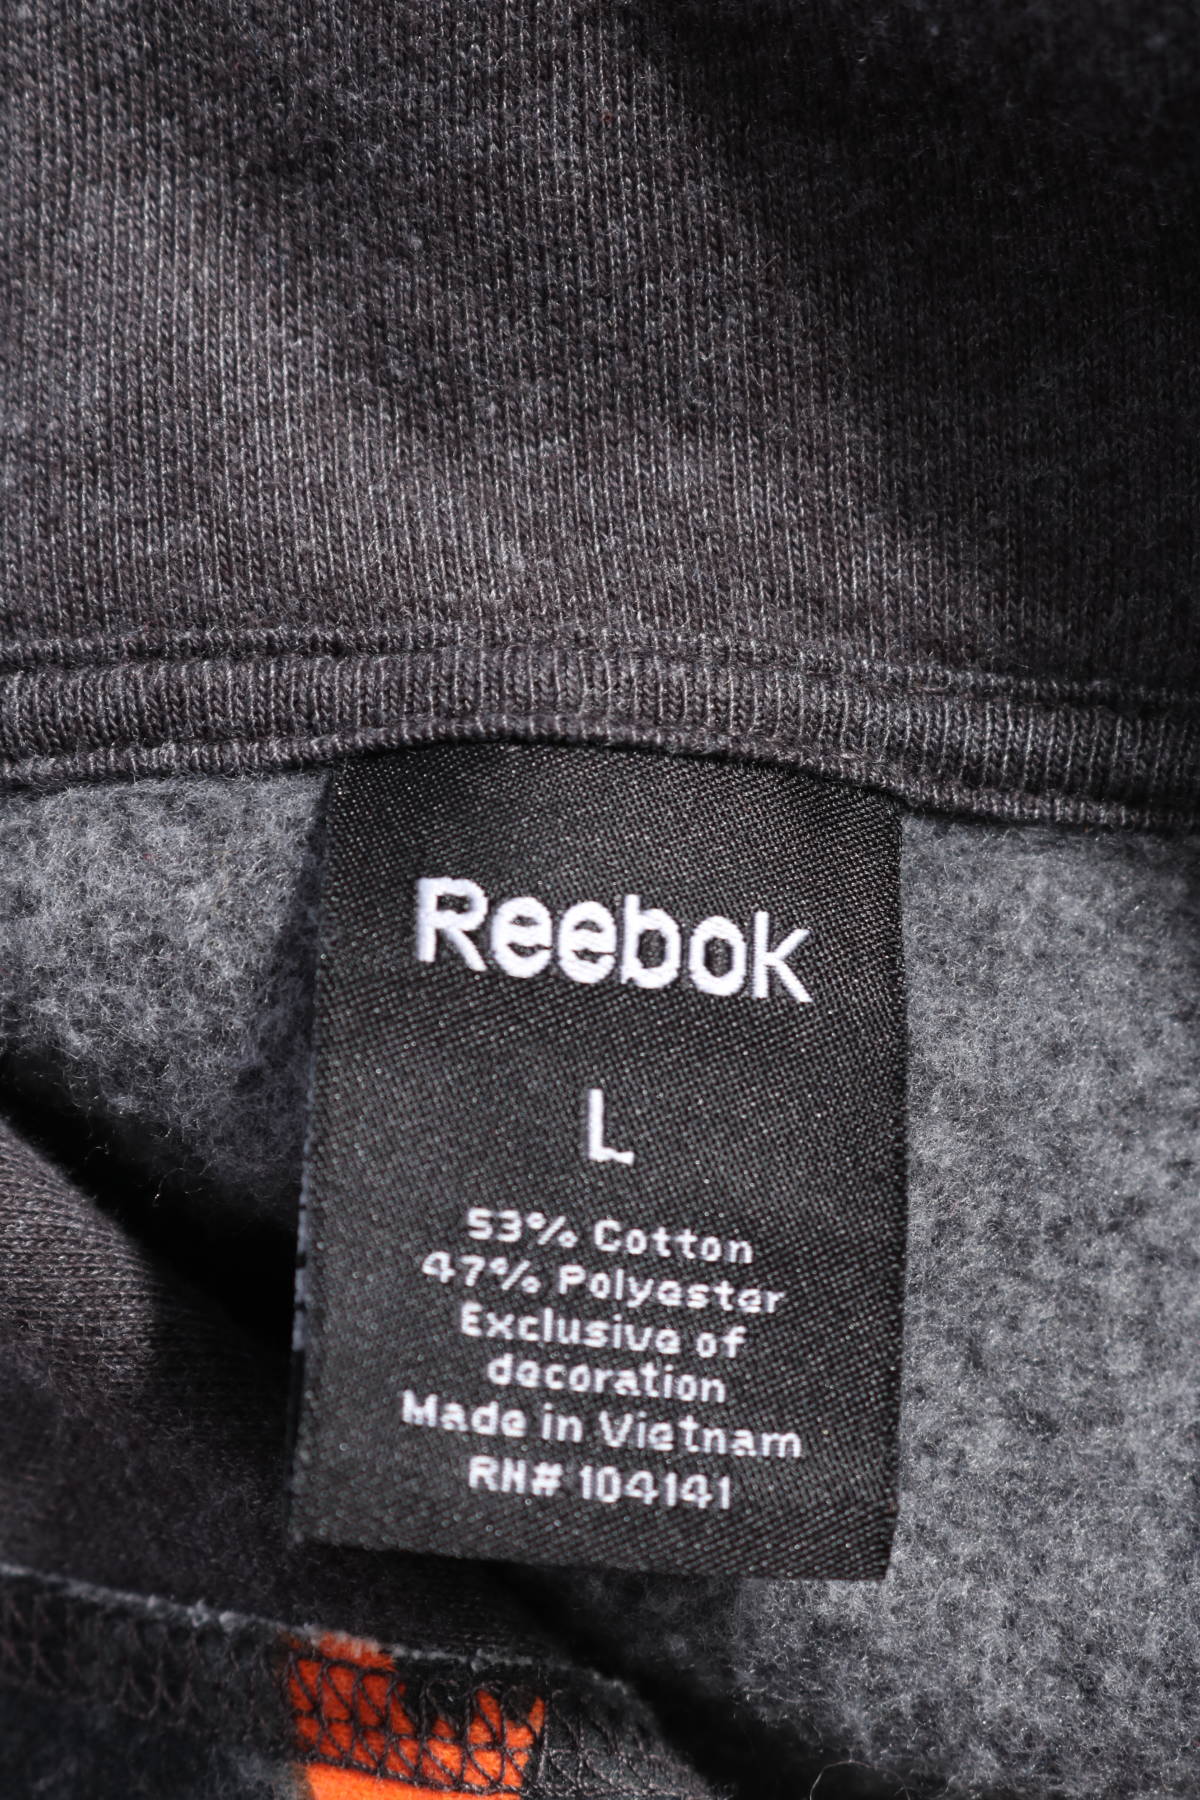 Reebok
L
53% Cotton
47% Polyester
Exclusive of
decoration
Made in Vietnam
RN# 104141